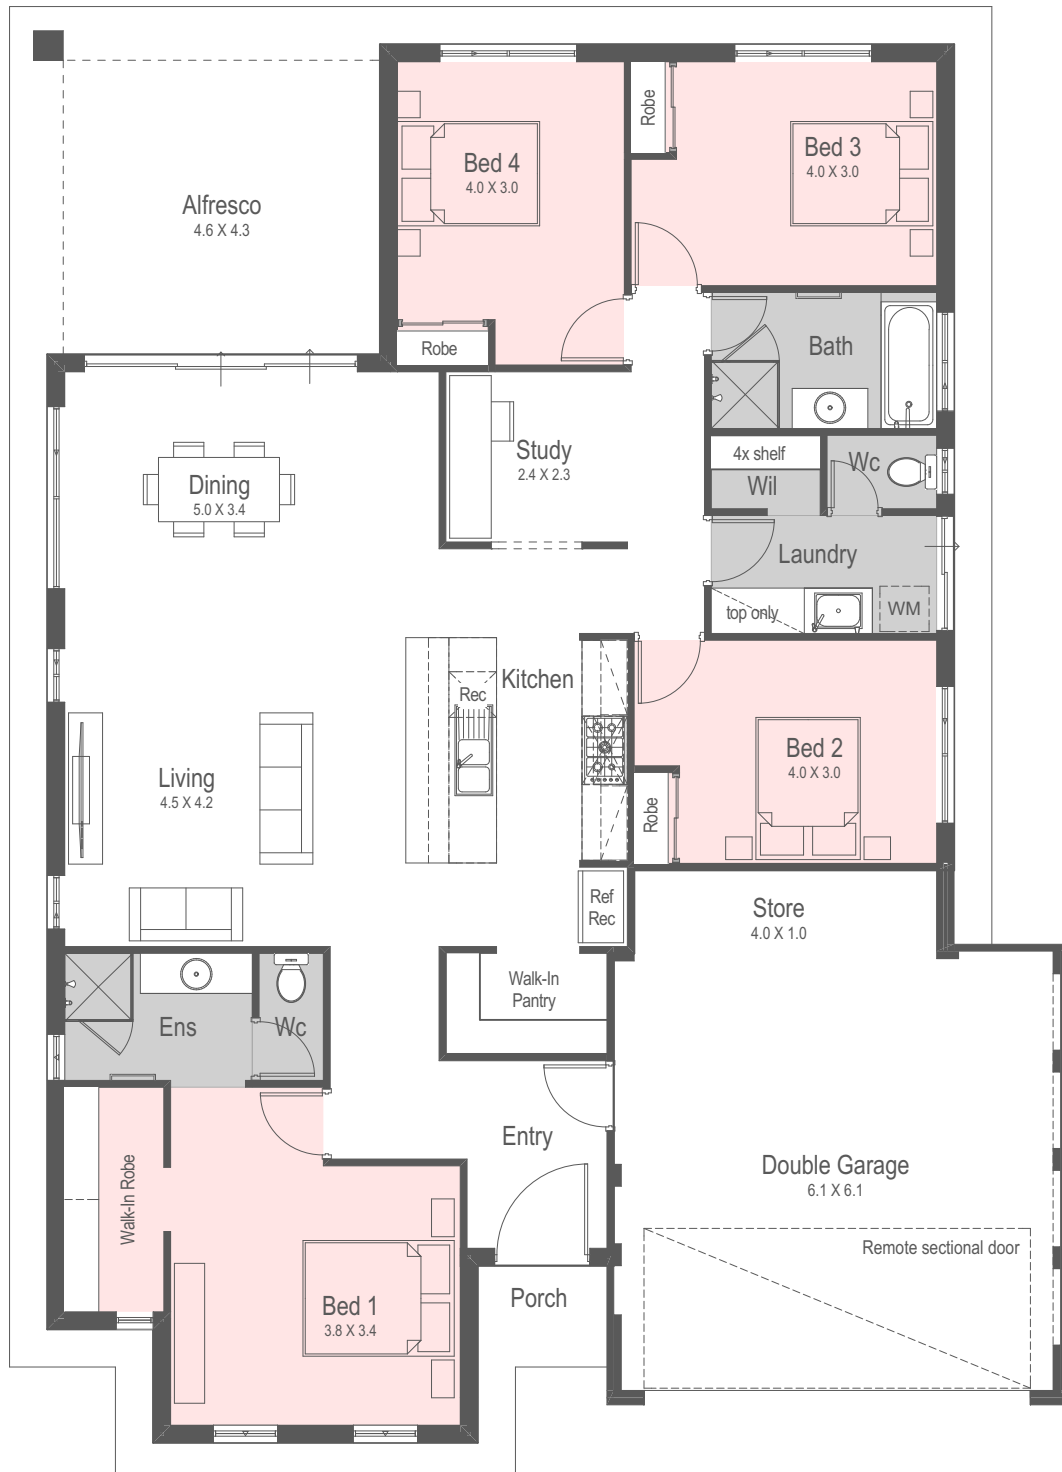 Robe
Bed 4
4.0 X 3.0
Bed 3
4.0 X 3.0
Alfresco
4.6 X 4.3
Robe
Bath
Study
2.4 X 2.3
4x shelf
Wc
Wil
Dining
5.0 X 3.4
Laundry
top only
WM
Kitchen
Rec
Bed 2
4.0 X 3.0
Living
4.5 X 4.2
Robe
Ref
Rec
Store
4.0 X 1.0
Walk-In
Pantry
Ens
Wc
Entry
Double Garage
6.1 X 6.1
Walk-In Robe
Remote sectional door
Porch
Bed 1
3.8 X 3.4